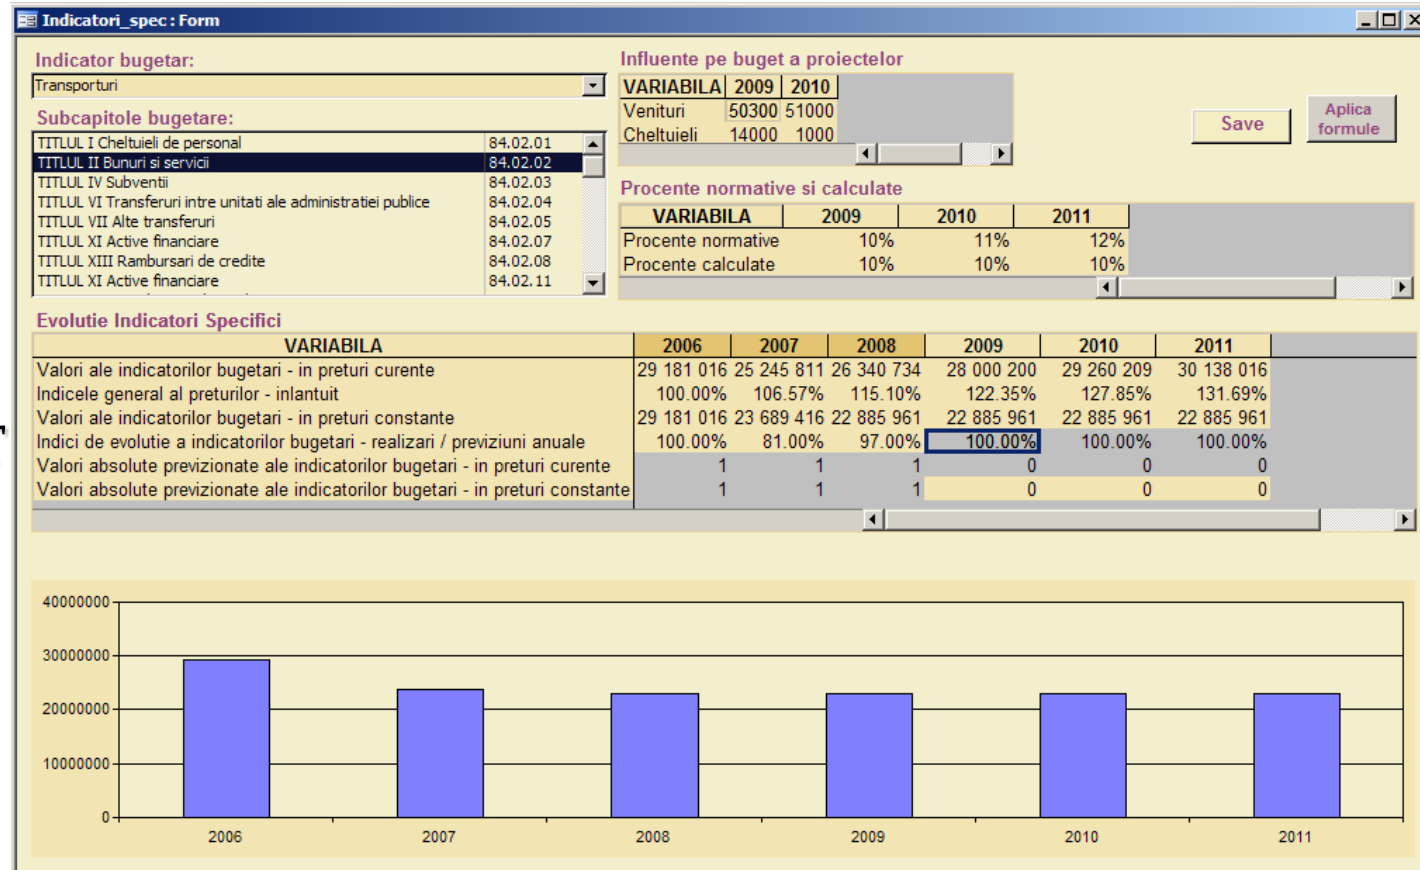 Indicatori_spec : Form
Indicator bugetar:
Transporturi
Subcapitole bugetare:
TITLUL I Cheltuieli de personal 84.02.01
TITLUL II Bunuri si servicii 84.02.02
TITLUL IV Subventii 84.02.03
TITLUL VI Transferuri intre unitati ale administratiei publice 84.02.04
TITLUL VII Alte transferuri 84.02.05
TITLUL XI Active financiare 84.02.07
TITLUL XIII Rambursari de credite 84.02.08
TITLUL XI Active financiare 84.02.11
Influente pe buget a proiectelor
VARIABILA 2009 2010
Venituri 50300 51000
Cheltuieli 14000 1000
Save
Aplica
formule
Procente normative si calculate
VARIABILA 2009 2010 2011
Procente normative 10% 11% 12%
Procente calculate 10% 10% 10%
Evolutie Indicatori Specifici
VARIABILA 2006 2007 2008 2009 2010 2011
Valori ale indicatorilor bugetari - in preturi curente 29 181 016 25 245 811 26 340 734 28 000 200 29 260 209 30 138 016
Indicele general al preturilor - inlantuit 100.00% 106.57% 115.10% 122.35% 127.85% 131.69%
Valori ale indicatorilor bugetari - in preturi constante 29 181 016 23 689 416 22 885 961 22 885 961 22 885 961 22 885 961
Indici de evolutie a indicatorilor bugetari - realizari / previziuni anuale 100.00% 81.00% 97.00% 100.00% 100.00% 100.00%
Valori absolute previzionate ale indicatorilor bugetari - in preturi curente 1 1 1 0 0 0
Valori absolute previzionate ale indicatorilor bugetari - in preturi constante 1 1 1 0 0 0
40000000
30000000
20000000
10000000
0
2006 2007 2008 2009 2010 2011